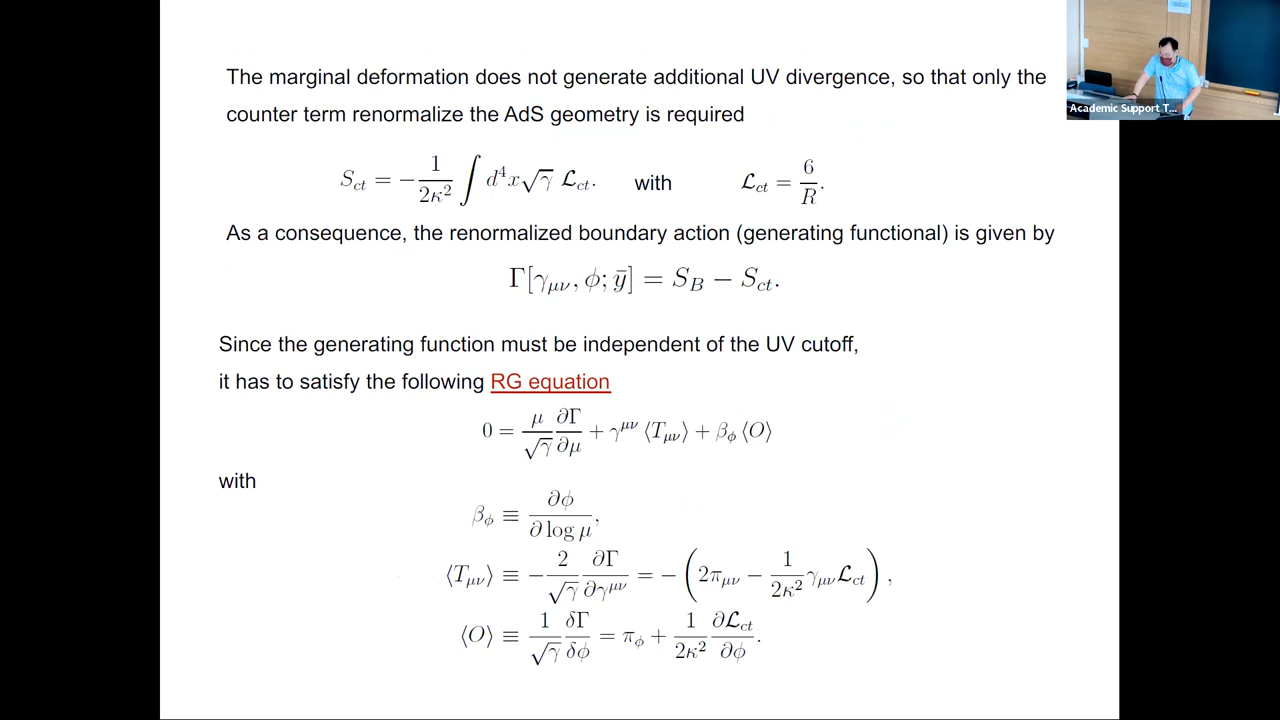 The marginal deformation does not generate additional UV divergence, so that only the
counter term renormalize the AdS geometry is required
S_{ct} = -\frac{1}{2\kappa^2} \int d^4x \sqrt{\gamma} \mathcal{L}_{ct}. with \mathcal{L}_{ct} = \frac{6}{R}.
As a consequence, the renormalized boundary action (generating functional) is given by
\Gamma[\gamma_{\mu\nu}, \phi; \bar{y}] = S_B - S_{ct}.
Since the generating function must be independent of the UV cutoff,
it has to satisfy the following RG equation
0 = \frac{\mu}{\sqrt{\gamma}} \frac{\partial \Gamma}{\partial \mu} + \gamma^{\mu\nu} \langle T_{\mu\nu} \rangle + \beta_\phi \langle O \rangle
with
\beta_\phi \equiv \frac{\partial \phi}{\partial \log \mu},
\langle T_{\mu\nu} \rangle \equiv -\frac{2}{\sqrt{\gamma}} \frac{\partial \Gamma}{\partial \gamma^{\mu\nu}} = -\left( 2\pi_{\mu\nu} - \frac{1}{2\kappa^2} \gamma_{\mu\nu} \mathcal{L}_{ct} \right),
\langle O \rangle \equiv \frac{1}{\sqrt{\gamma}} \frac{\delta \Gamma}{\delta \phi} = \pi_\phi + \frac{1}{2\kappa^2} \frac{\partial \mathcal{L}_{ct}}{\partial \phi}.
Academic Support T...